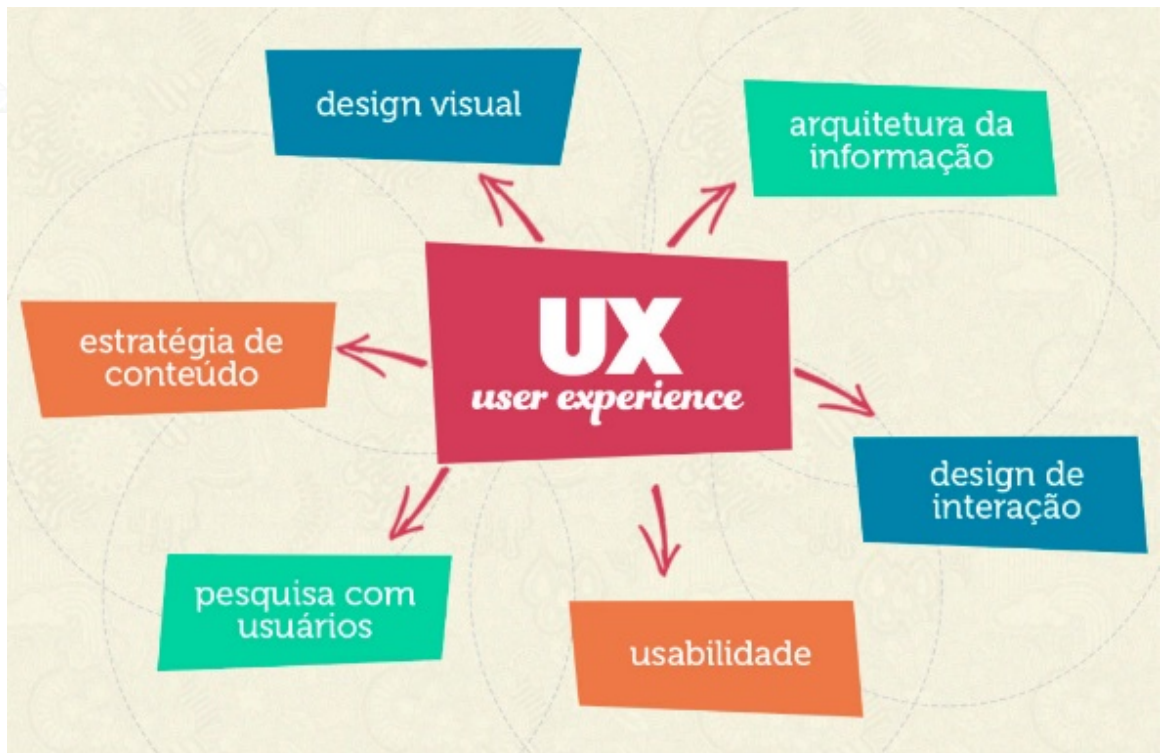 design visual
arquitetura da
informação
UX
user experience
estratégia de
conteúdo
design de
interação
pesquisa com
usuários
usabilidade